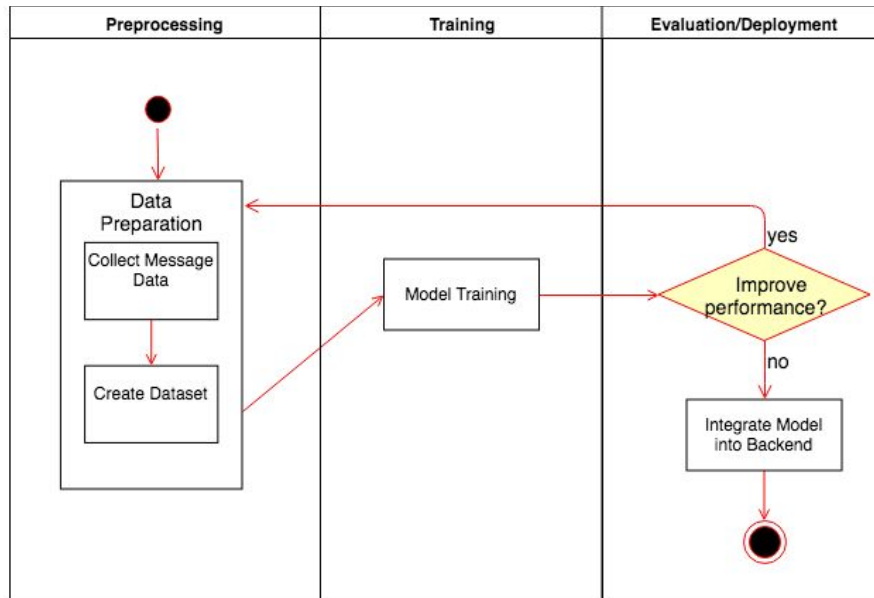 Preprocessing
Training
Evaluation/Deployment
Data
Preparation
Collect Message
Data
Create Dataset
Model Training
yes
Improve
performance?
no
Integrate Model
into Backend